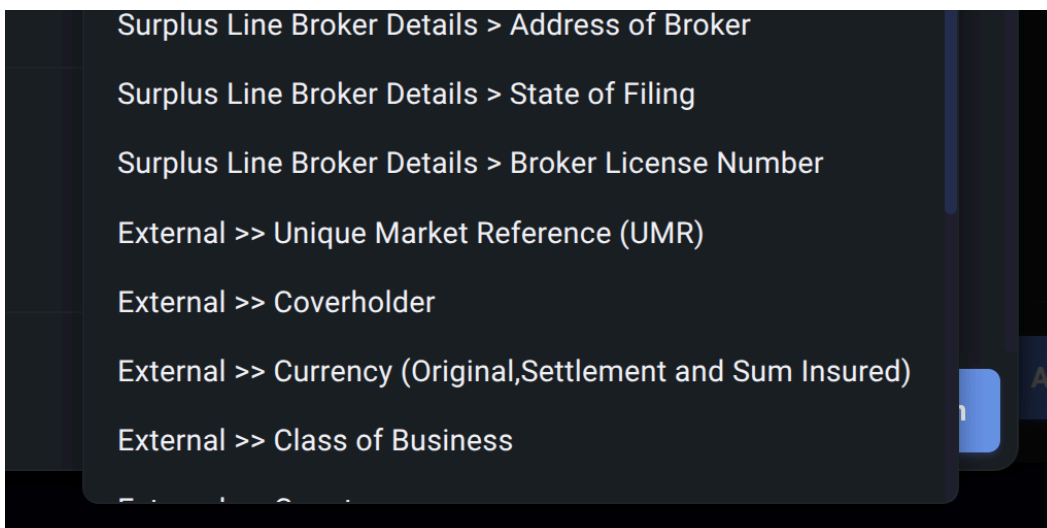 Surplus Line Broker Details > Address of Broker
Surplus Line Broker Details > State of Filing
Surplus Line Broker Details > Broker License Number
External >> Unique Market Reference (UMR)
External >> Coverholder
External >> Currency (Original,Settlement and Sum Insured)
External >> Class of Business